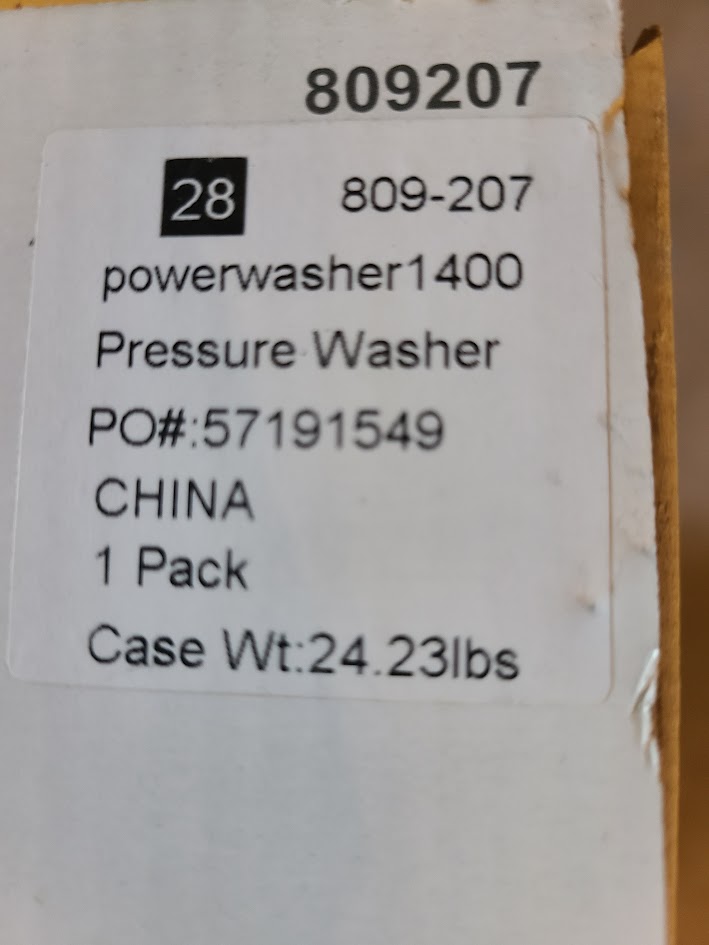 809207
28 809-207
powerwasher1400
Pressure Washer
PO#:57191549
CHINA
1 Pack
Case Wt:24.23lbs